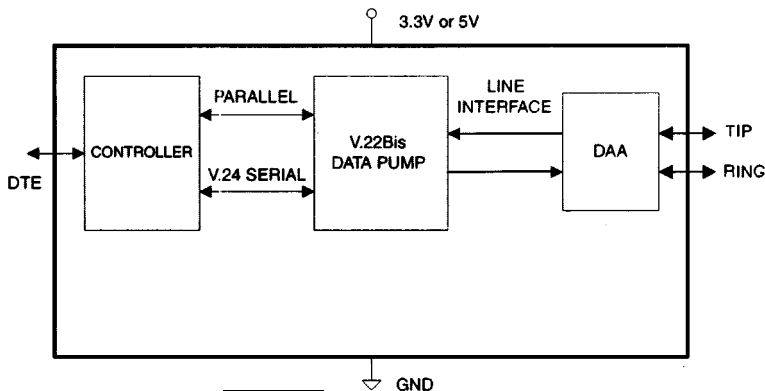 3.3V or 5V
LINE
INTERFACE
PARALLEL
V.22Bis
DATA PUMP
TIP
CONTROLLER
DAA
DTE
V.24 SERIAL
RING
GND